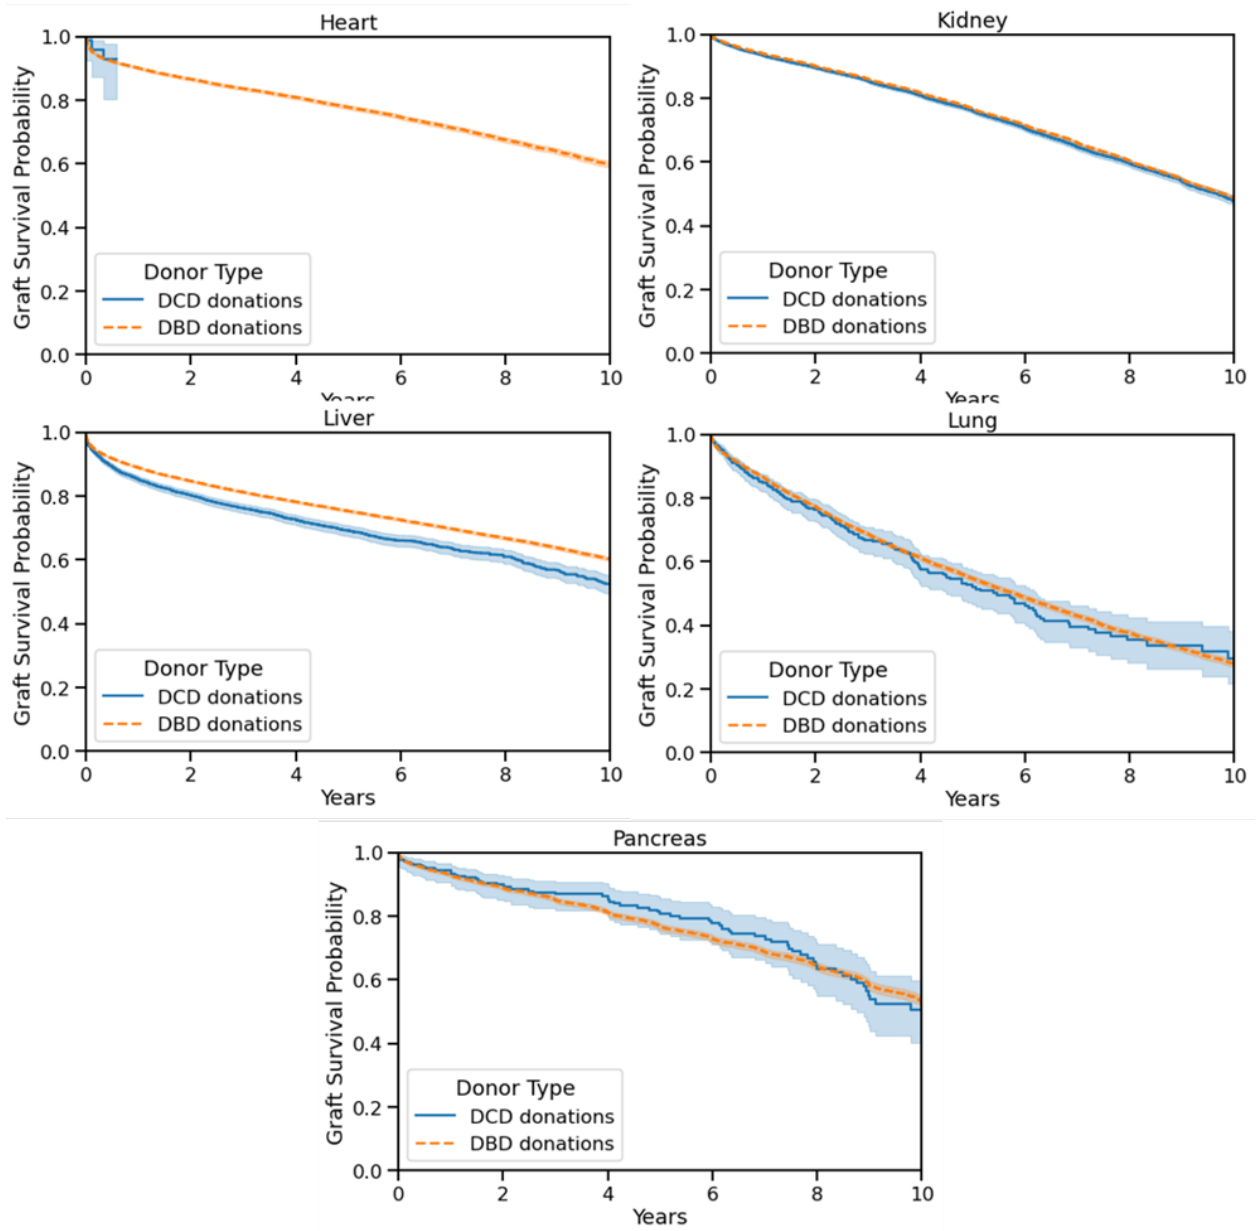 Heart
Graft Survival Probability
1.0
0.8
0.6
0.4
0.2
0.0
Donor Type
DCD donations
DBD donations
0 2 4 6 8 10
Years
Kidney
Graft Survival Probability
1.0
0.8
0.6
0.4
0.2
0.0
Donor Type
DCD donations
DBD donations
0 2 4 6 8 10
Years
Liver
Graft Survival Probability
1.0
0.8
0.6
0.4
0.2
0.0
Donor Type
DCD donations
DBD donations
0 2 4 6 8 10
Years
Lung
Graft Survival Probability
1.0
0.8
0.6
0.4
0.2
0.0
Donor Type
DCD donations
DBD donations
0 2 4 6 8 10
Years
Pancreas
Graft Survival Probability
1.0
0.8
0.6
0.4
0.2
0.0
Donor Type
DCD donations
DBD donations
0 2 4 6 8 10
Years